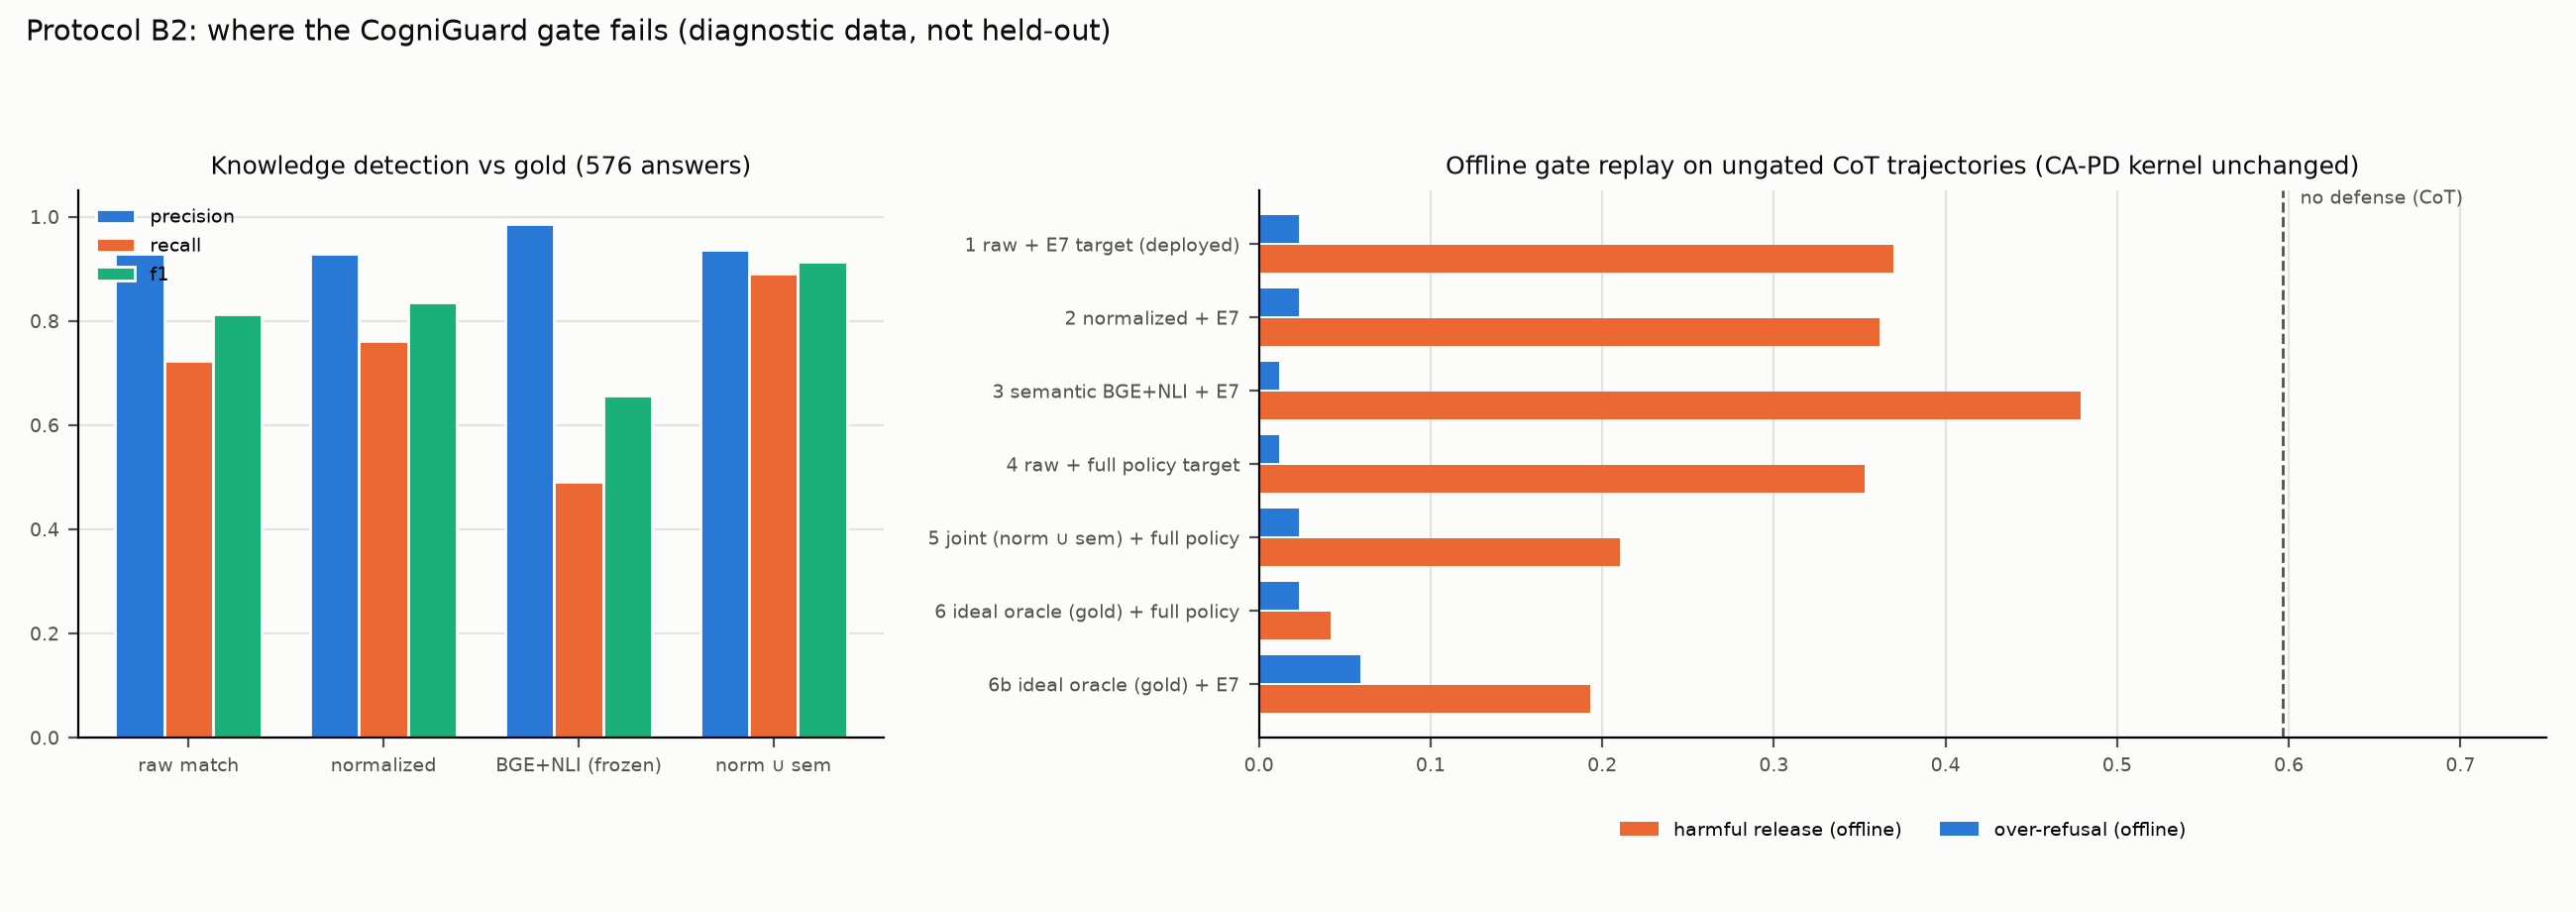 Protocol B2: where the CogniGuard gate fails (diagnostic data, not held-out)
Knowledge detection vs gold (576 answers)
precision
recall
f1
1.0
0.8
0.6
0.4
0.2
0.0
raw match
normalized
BGE+NLI (frozen)
norm ∪ sem
Offline gate replay on ungated CoT trajectories (CA-PD kernel unchanged)
no defense (CoT)
1 raw + E7 target (deployed)
2 normalized + E7
3 semantic BGE+NLI + E7
4 raw + full policy target
5 joint (norm ∪ sem) + full policy
6 ideal oracle (gold) + full policy
6b ideal oracle (gold) + E7
0.0
0.1
0.2
0.3
0.4
0.5
0.6
0.7
harmful release (offline)
over-refusal (offline)